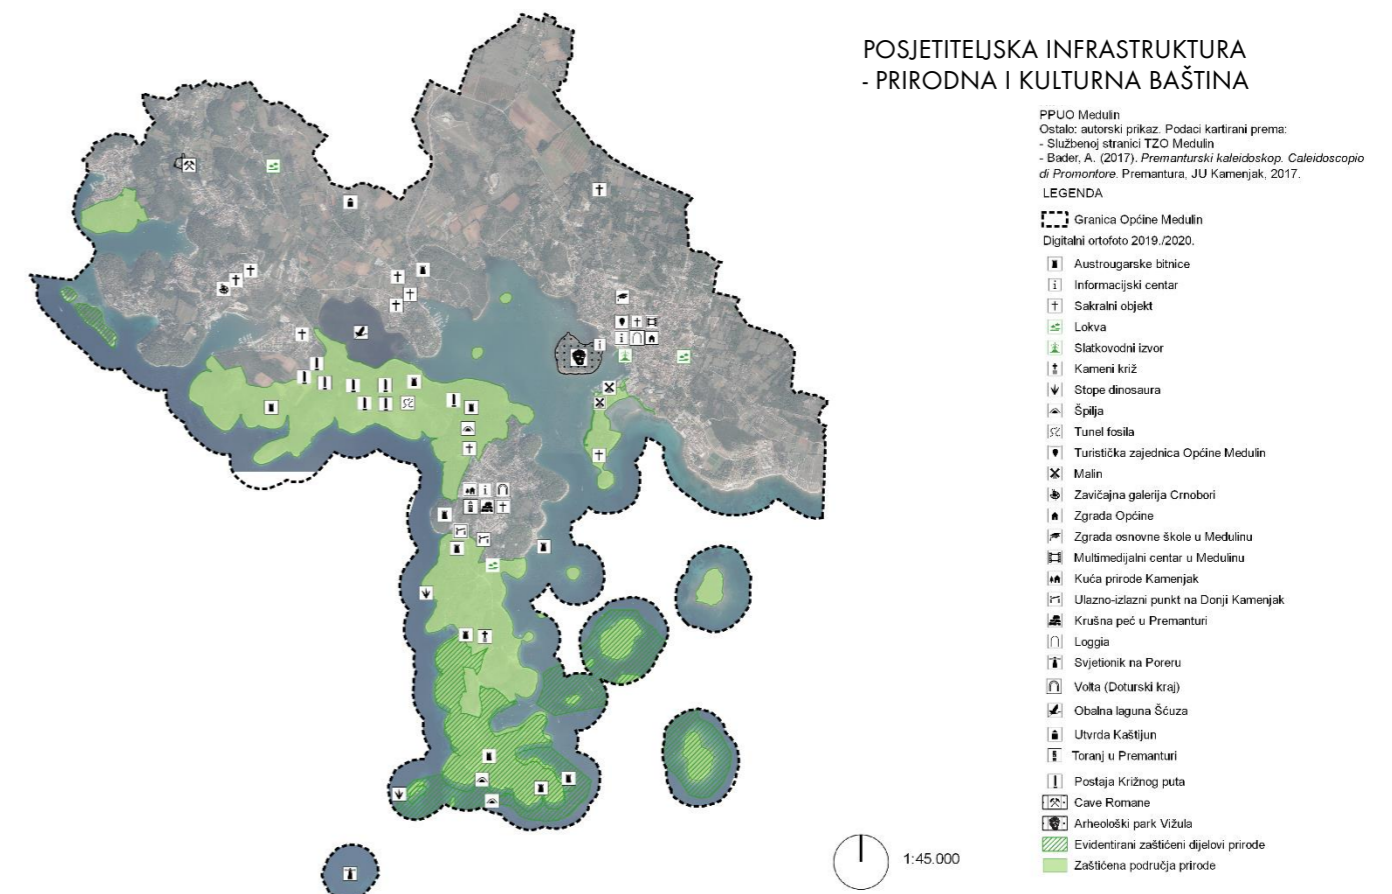 POSJETITELJSKA INFRASTRUKTURA
- PRIRODNA I KULTURNA BAŠTINA
PPUO Medulin
Ostalo: autorski prikaz. Podaci kartirani prema:
- Službenoj stranici TZO Medulin
- Bader, A. (2017). Premanturski kaleidoskop. Caleidoscopio
di Promontore. Premantura, JU Kamenjak, 2017.
LEGENDA
Granica Općine Medulin
Digitalni ortofoto 2019./2020.
Austrougarske bitnice
Informacijski centar
Sakralni objekt
Lokva
Slatkovodni izvor
Kameni križ
Stope dinosaura
Špilja
Tunel fosila
Turistička zajednica Općine Medulin
Malin
Zavičajna galerija Crnobori
Zgrada Općine
Zgrada osnovne škole u Medulinu
Multimedijalni centar u Medulinu
Kuća prirode Kamenjak
Ulazno-izlazni punkt na Donji Kamenjak
Krušna peć u Premanturi
Loggia
Svjetionik na Poreru
Volta (Doturski kraj)
Obalna laguna Šćuza
Utvrda Kaštijun
Toranj u Premanturi
Postaja Križnog puta
Cave Romane
Arheološki park Vižula
Evidentirani zaštićeni dijelovi prirode
Zaštićena područja prirode
1:45.000